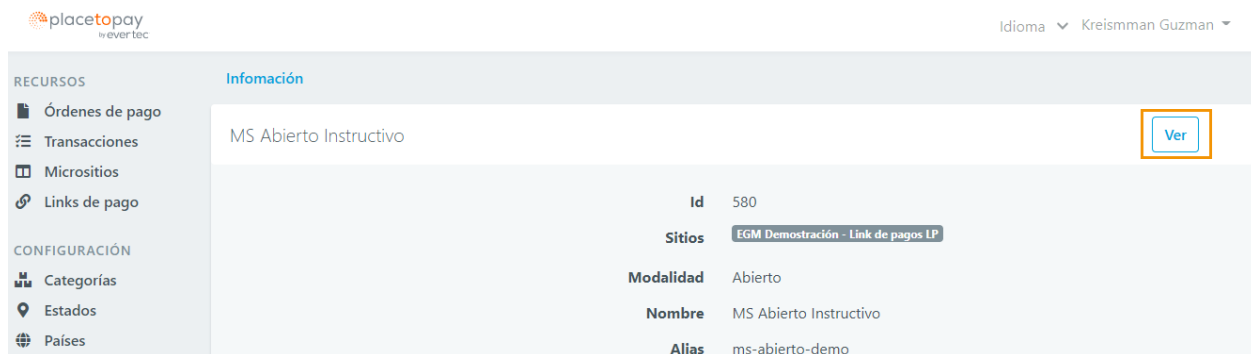 placetopay
by evertec
Idioma
Kreismman Guzman
RECURSOS
Órdenes de pago
Transacciones
Micrositios
Links de pago
CONFIGURACIÓN
Categorías
Estados
Países
Infomación
MS Abierto Instructivo
Ver
Id 580
Sitios EGM Demostración - Link de pagos LP
Modalidad Abierto
Nombre MS Abierto Instructivo
Alias ms-abierto-demo